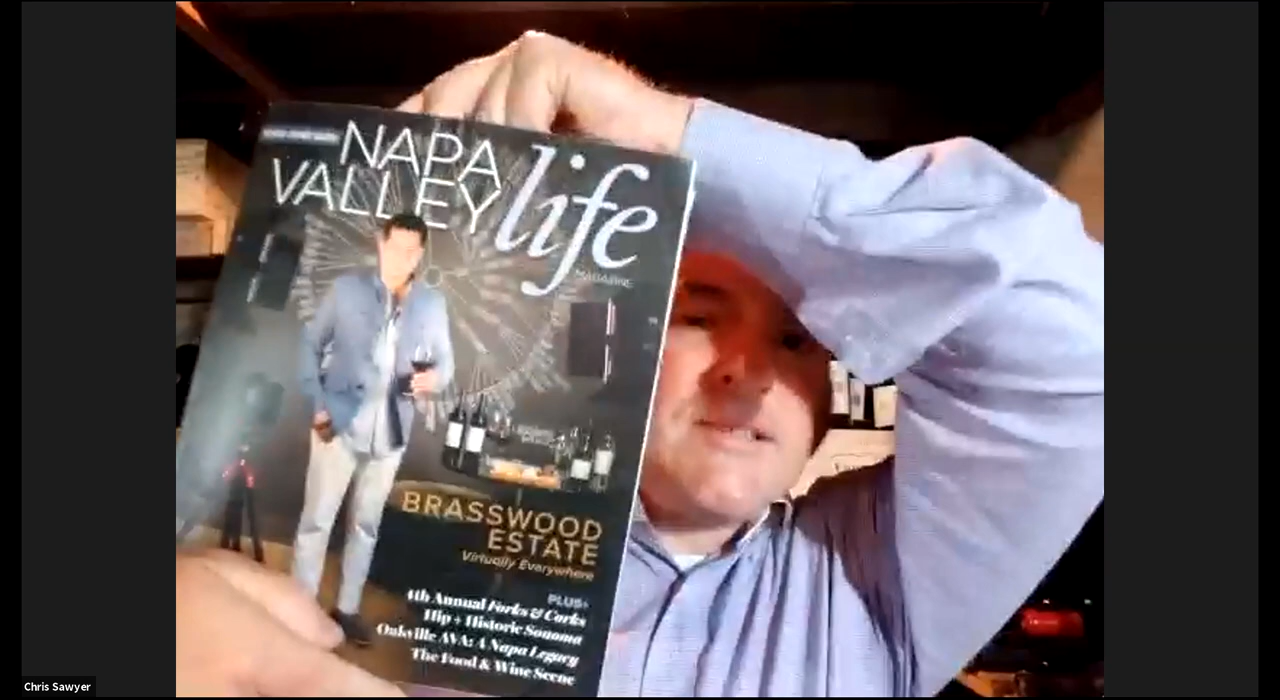 NAPA
VALLEY life
MAGAZINE
BRASSWOOD
ESTATE
Virtually Everywhere
PLUS+
4th Annual Forks & Corks
Hip + Historic Sonoma
Oakville AVA: A Napa Legacy
The Food & Wine Scene
Chris Sawyer